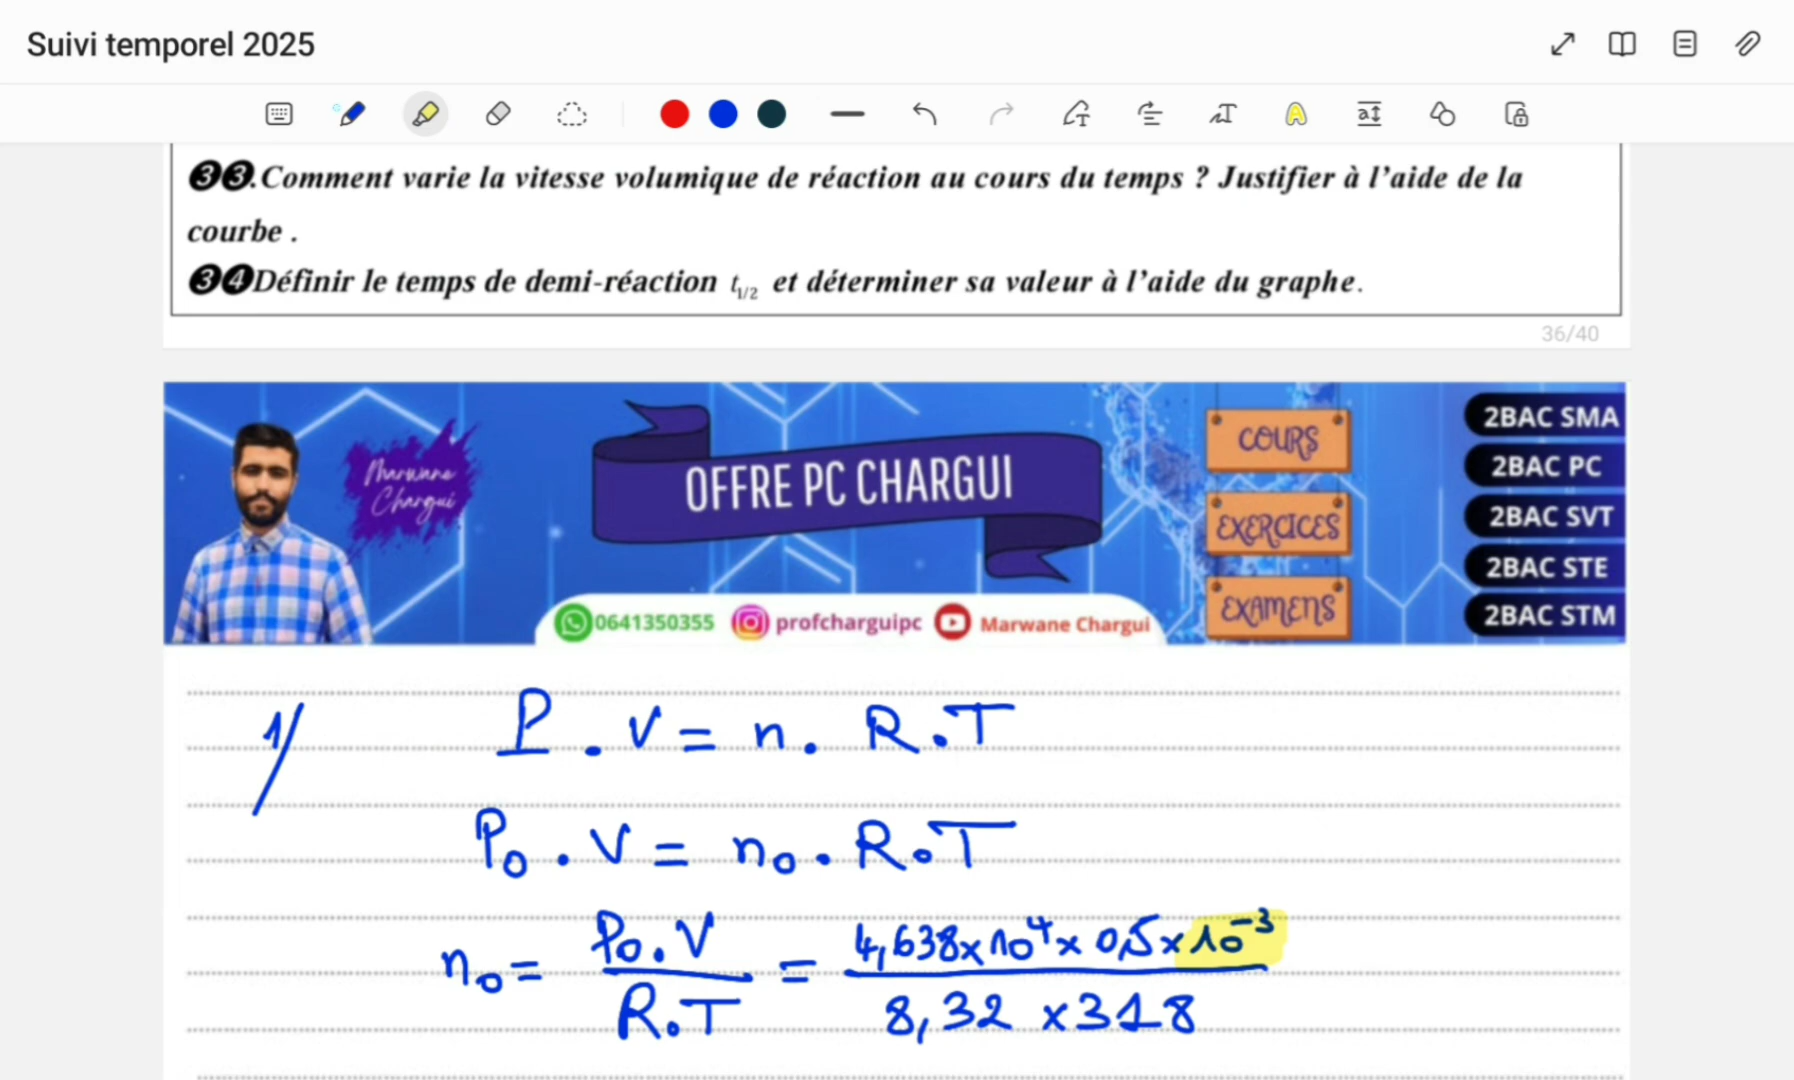 Suivi temporel 2025
33.Comment varie la vitesse volumique de réaction au cours du temps ? Justifier à l'aide de la
courbe .
34Définir le temps de demi-réaction t1/2 et déterminer sa valeur à l'aide du graphe.
36/40
Marwane
Chargui
OFFRE PC CHARGUI
COURS
EXERCICES
EXAMENS
2BAC SMA
2BAC PC
2BAC SVT
2BAC STE
2BAC STM
0641350355 profcharguipc Marwane Chargui
1/ P . V = n . R . T
P0 . V = n0 . R . T
n0 = P0 . V / R . T = 4,638 × 10^4 × 0,5 × 10^-3 / 8,32 × 318